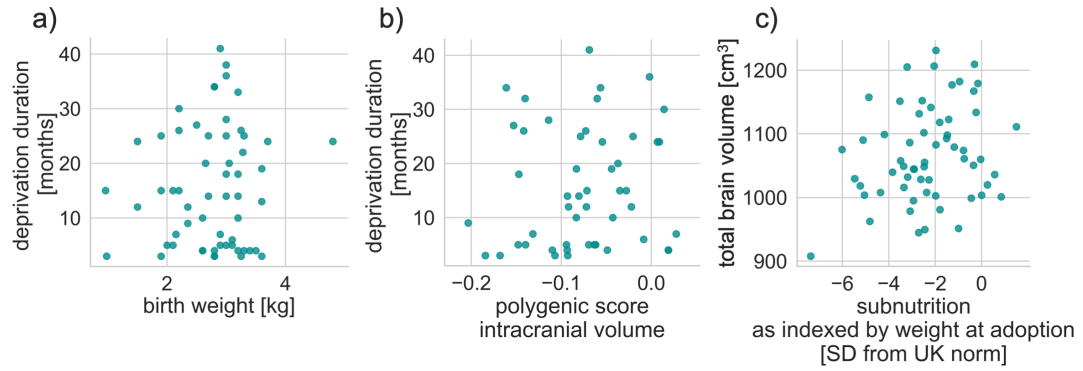 a)
deprivation duration
[months]
40
30
20
10
2
4
birth weight [kg]
b)
deprivation duration
[months]
40
30
20
10
−0.2
−0.1
0.0
polygenic score
intracranial volume
c)
total brain volume [cm³]
1200
1100
1000
900
−6
−4
−2
0
subnutrition
as indexed by weight at adoption
[SD from UK norm]